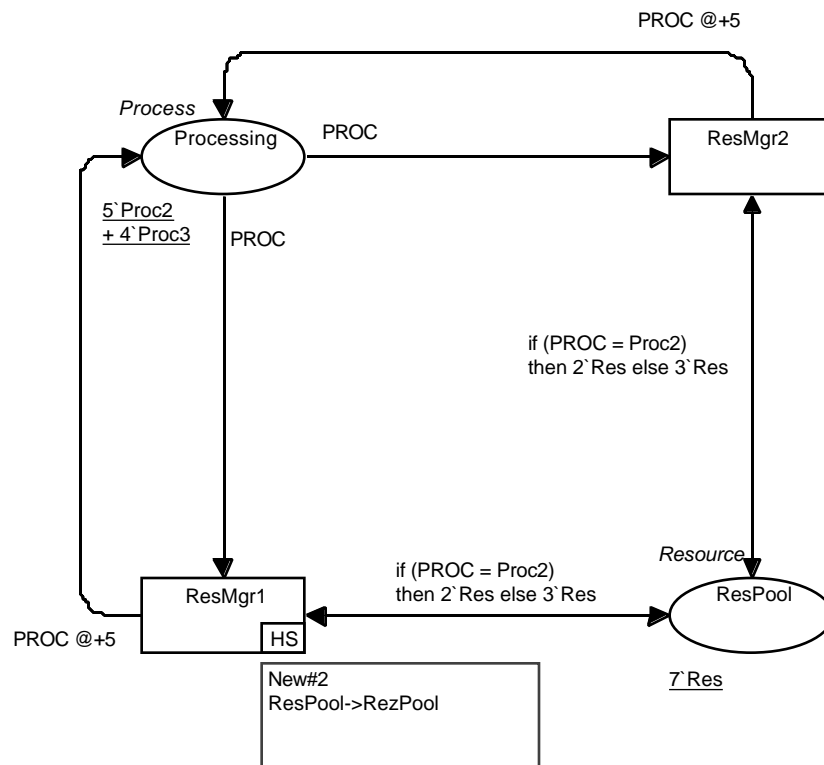 PROC @+5
Process
Processing
PROC
ResMgr2
5`Proc2
+ 4`Proc3
PROC
if (PROC = Proc2)
then 2`Res else 3`Res
Resource
if (PROC = Proc2)
then 2`Res else 3`Res
ResMgr1
ResPool
PROC @+5
HS
New#2
ResPool->RezPool
7`Res